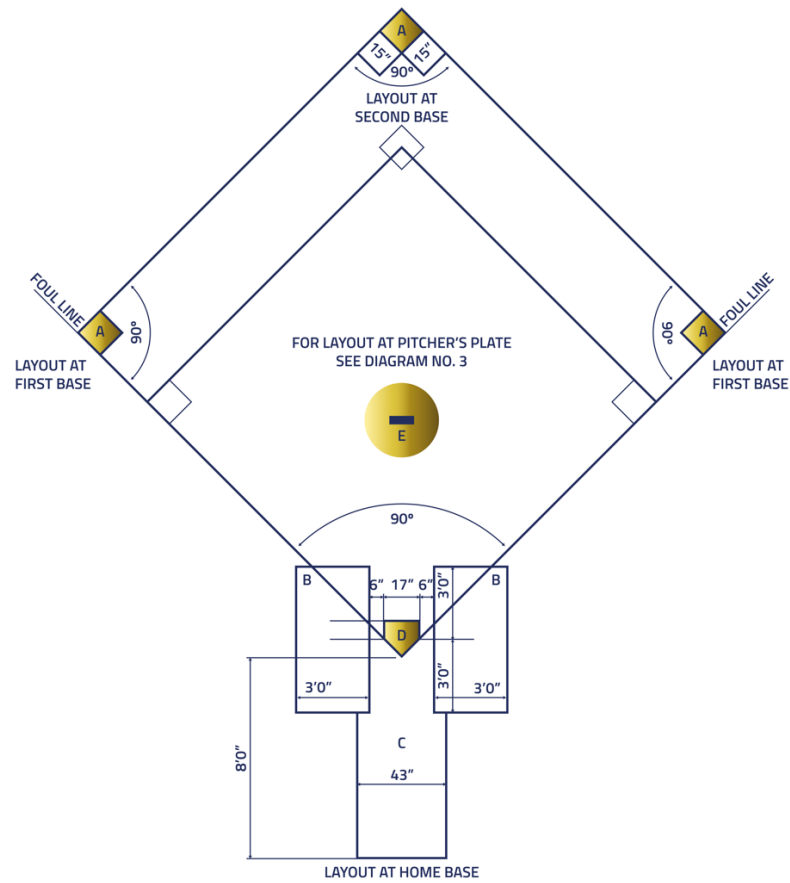 A
15” 15”
90°
LAYOUT AT
SECOND BASE
FOUL LINE
A
90°
LAYOUT AT
FIRST BASE
FOUL LINE
A
90°
LAYOUT AT
FIRST BASE
FOR LAYOUT AT PITCHER’S PLATE
SEE DIAGRAM NO. 3
E
90°
B
6” 17” 6”
3’0”
B
D
3’0”
3’0”
3’0”
C
8’0”
43”
LAYOUT AT HOME BASE